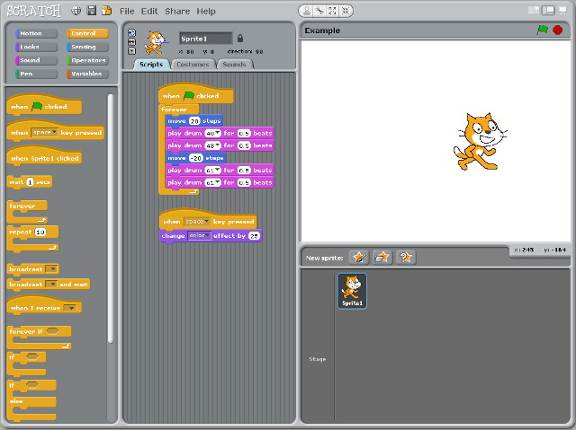 SCRATCH File Edit Share Help
Motion Control
Looks Sensing
Sound Operators
Pen Variables
when clicked
when space key pressed
when Sprite1 clicked
wait 1 secs
forever
repeat 10
broadcast
broadcast and wait
when I receive
forever if
if
if
else
Sprite1
direction: 90
Scripts Costumes Sounds
when clicked
forever
move 20 steps
play drum 48 for 0.5 beats
play drum 48 for 0.5 beats
move -20 steps
play drum 61 for 0.5 beats
play drum 61 for 0.5 beats
when space key pressed
change color effect by 25
Example
New sprite:
Sprite1
Stage